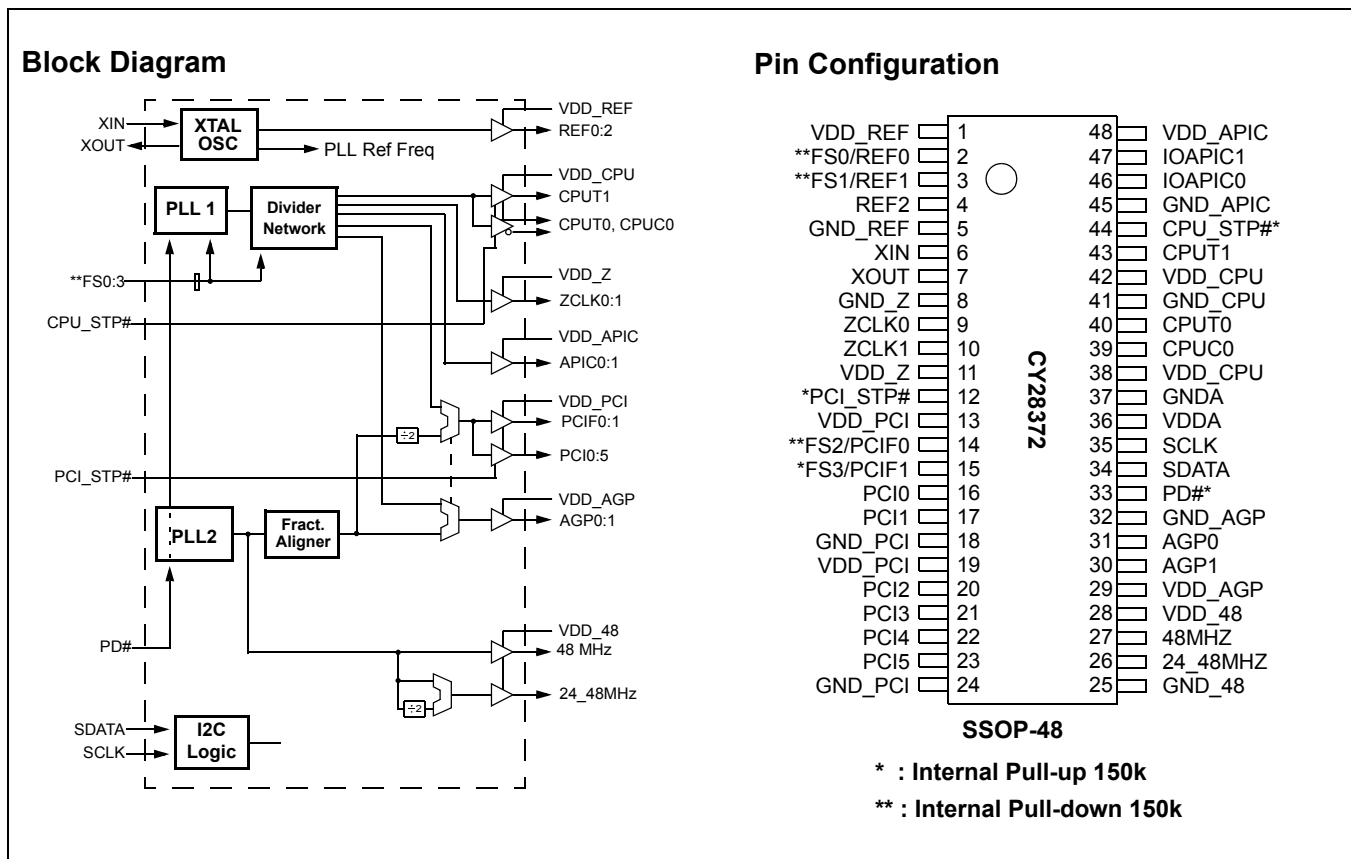 Block Diagram
XIN
XOUT
XTAL
OSC
VDD_REF
REF0:2
PLL Ref Freq
PLL 1
Divider
Network
VDD_CPU
CPUT1
CPUT0, CPUC0
**FS0:3
VDD_Z
ZCLK0:1
CPU_STP#
VDD_APIC
APIC0:1
VDD_PCI
PCIF0:1
÷2
PCI0:5
PCI_STP#
VDD_AGP
AGP0:1
PLL2
Fract.
Aligner
PD#
VDD_48
48 MHz
24_48MHz
÷2
SDATA
SCLK
I2C
Logic
Pin Configuration
VDD_REF 1 48 VDD_APIC
**FS0/REF0 2 47 IOAPIC1
**FS1/REF1 3 46 IOAPIC0
REF2 4 45 GND_APIC
GND_REF 5 44 CPU_STP#*
XIN 6 43 CPUT1
XOUT 7 42 VDD_CPU
GND_Z 8 41 GND_CPU
ZCLK0 9 40 CPUT0
ZCLK1 10 39 CPUC0
VDD_Z 11 38 VDD_CPU
*PCI_STP# 12 37 GNDA
VDD_PCI 13 36 VDDA
**FS2/PCIF0 14 35 SCLK
*FS3/PCIF1 15 34 SDATA
PCI0 16 33 PD#*
PCI1 17 32 GND_AGP
GND_PCI 18 31 AGP0
VDD_PCI 19 30 AGP1
PCI2 20 29 VDD_AGP
PCI3 21 28 VDD_48
PCI4 22 27 48MHZ
PCI5 23 26 24_48MHZ
GND_PCI 24 25 GND_48
CY28372
SSOP-48
* : Internal Pull-up 150k
** : Internal Pull-down 150k